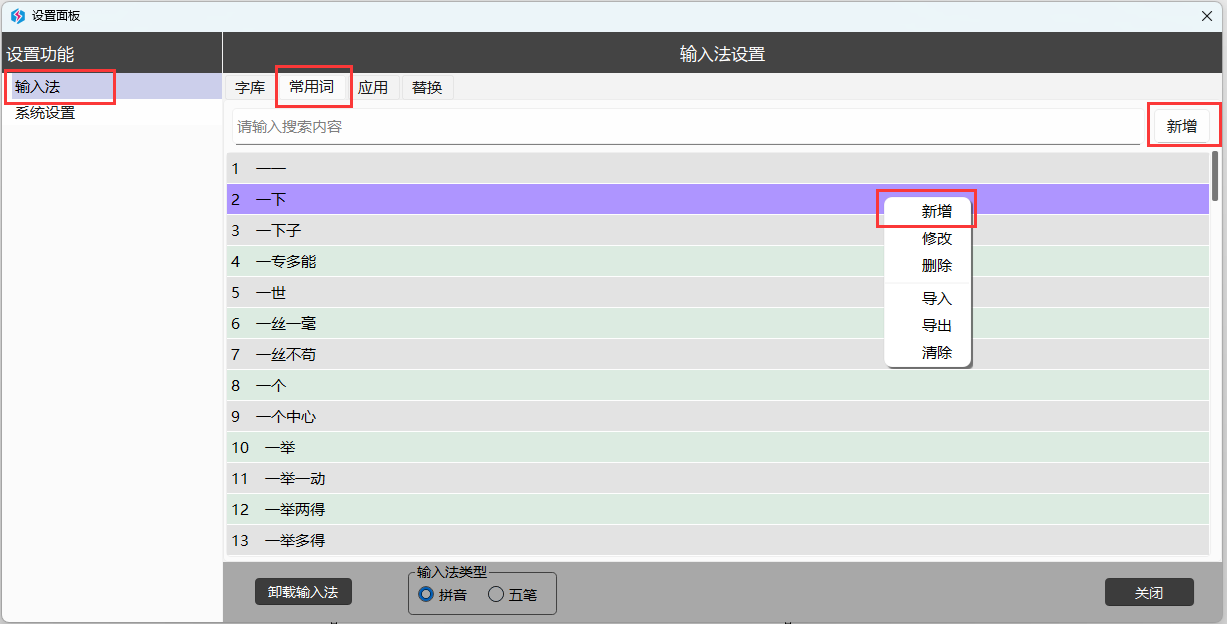 设置面板
设置功能
输入法设置
输入法
系统设置
字库 常用词 应用 替换
请输入搜索内容
新增
1 一一
2 一下
3 一下子
4 一专多能
5 一世
6 一丝一毫
7 一丝不苟
8 一个
9 一个中心
10 一举
11 一举一动
12 一举两得
13 一举多得
新增
修改
删除
导入
导出
清除
卸载输入法
输入法类型
拼音 五笔
关闭